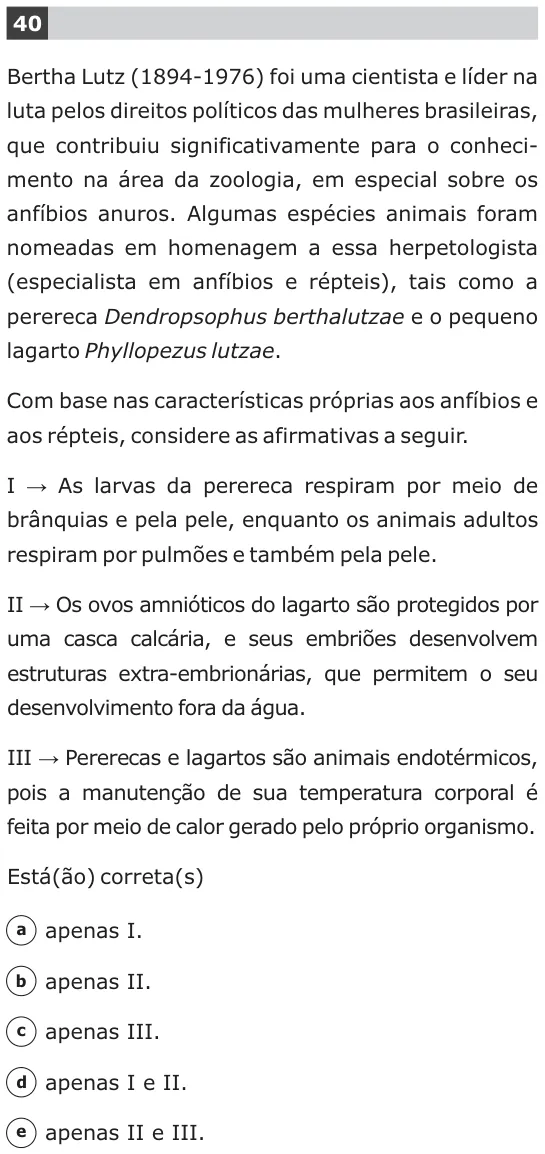 40
Bertha Lutz (1894-1976) foi uma cientista e líder na
luta pelos direitos políticos das mulheres brasileiras,
que contribuiu significativamente para o conheci-
mento na área da zoologia, em especial sobre os
anfíbios anuros. Algumas espécies animais foram
nomeadas em homenagem a essa herpetologista
(especialista em anfíbios e répteis), tais como a
perereca Dendropsophus berthalutzae e o pequeno
lagarto Phyllopezus lutzae.
Com base nas características próprias aos anfíbios e
aos répteis, considere as afirmativas a seguir.
I → As larvas da perereca respiram por meio de
brânquias e pela pele, enquanto os animais adultos
respiram por pulmões e também pela pele.
II → Os ovos amnióticos do lagarto são protegidos por
uma casca calcária, e seus embriões desenvolvem
estruturas extra-embrionárias, que permitem o seu
desenvolvimento fora da água.
III → Pererecas e lagartos são animais endotérmicos,
pois a manutenção de sua temperatura corporal é
feita por meio de calor gerado pelo próprio organismo.
Está(ão) correta(s)
a apenas I.
b apenas II.
c apenas III.
d apenas I e II.
e apenas II e III.